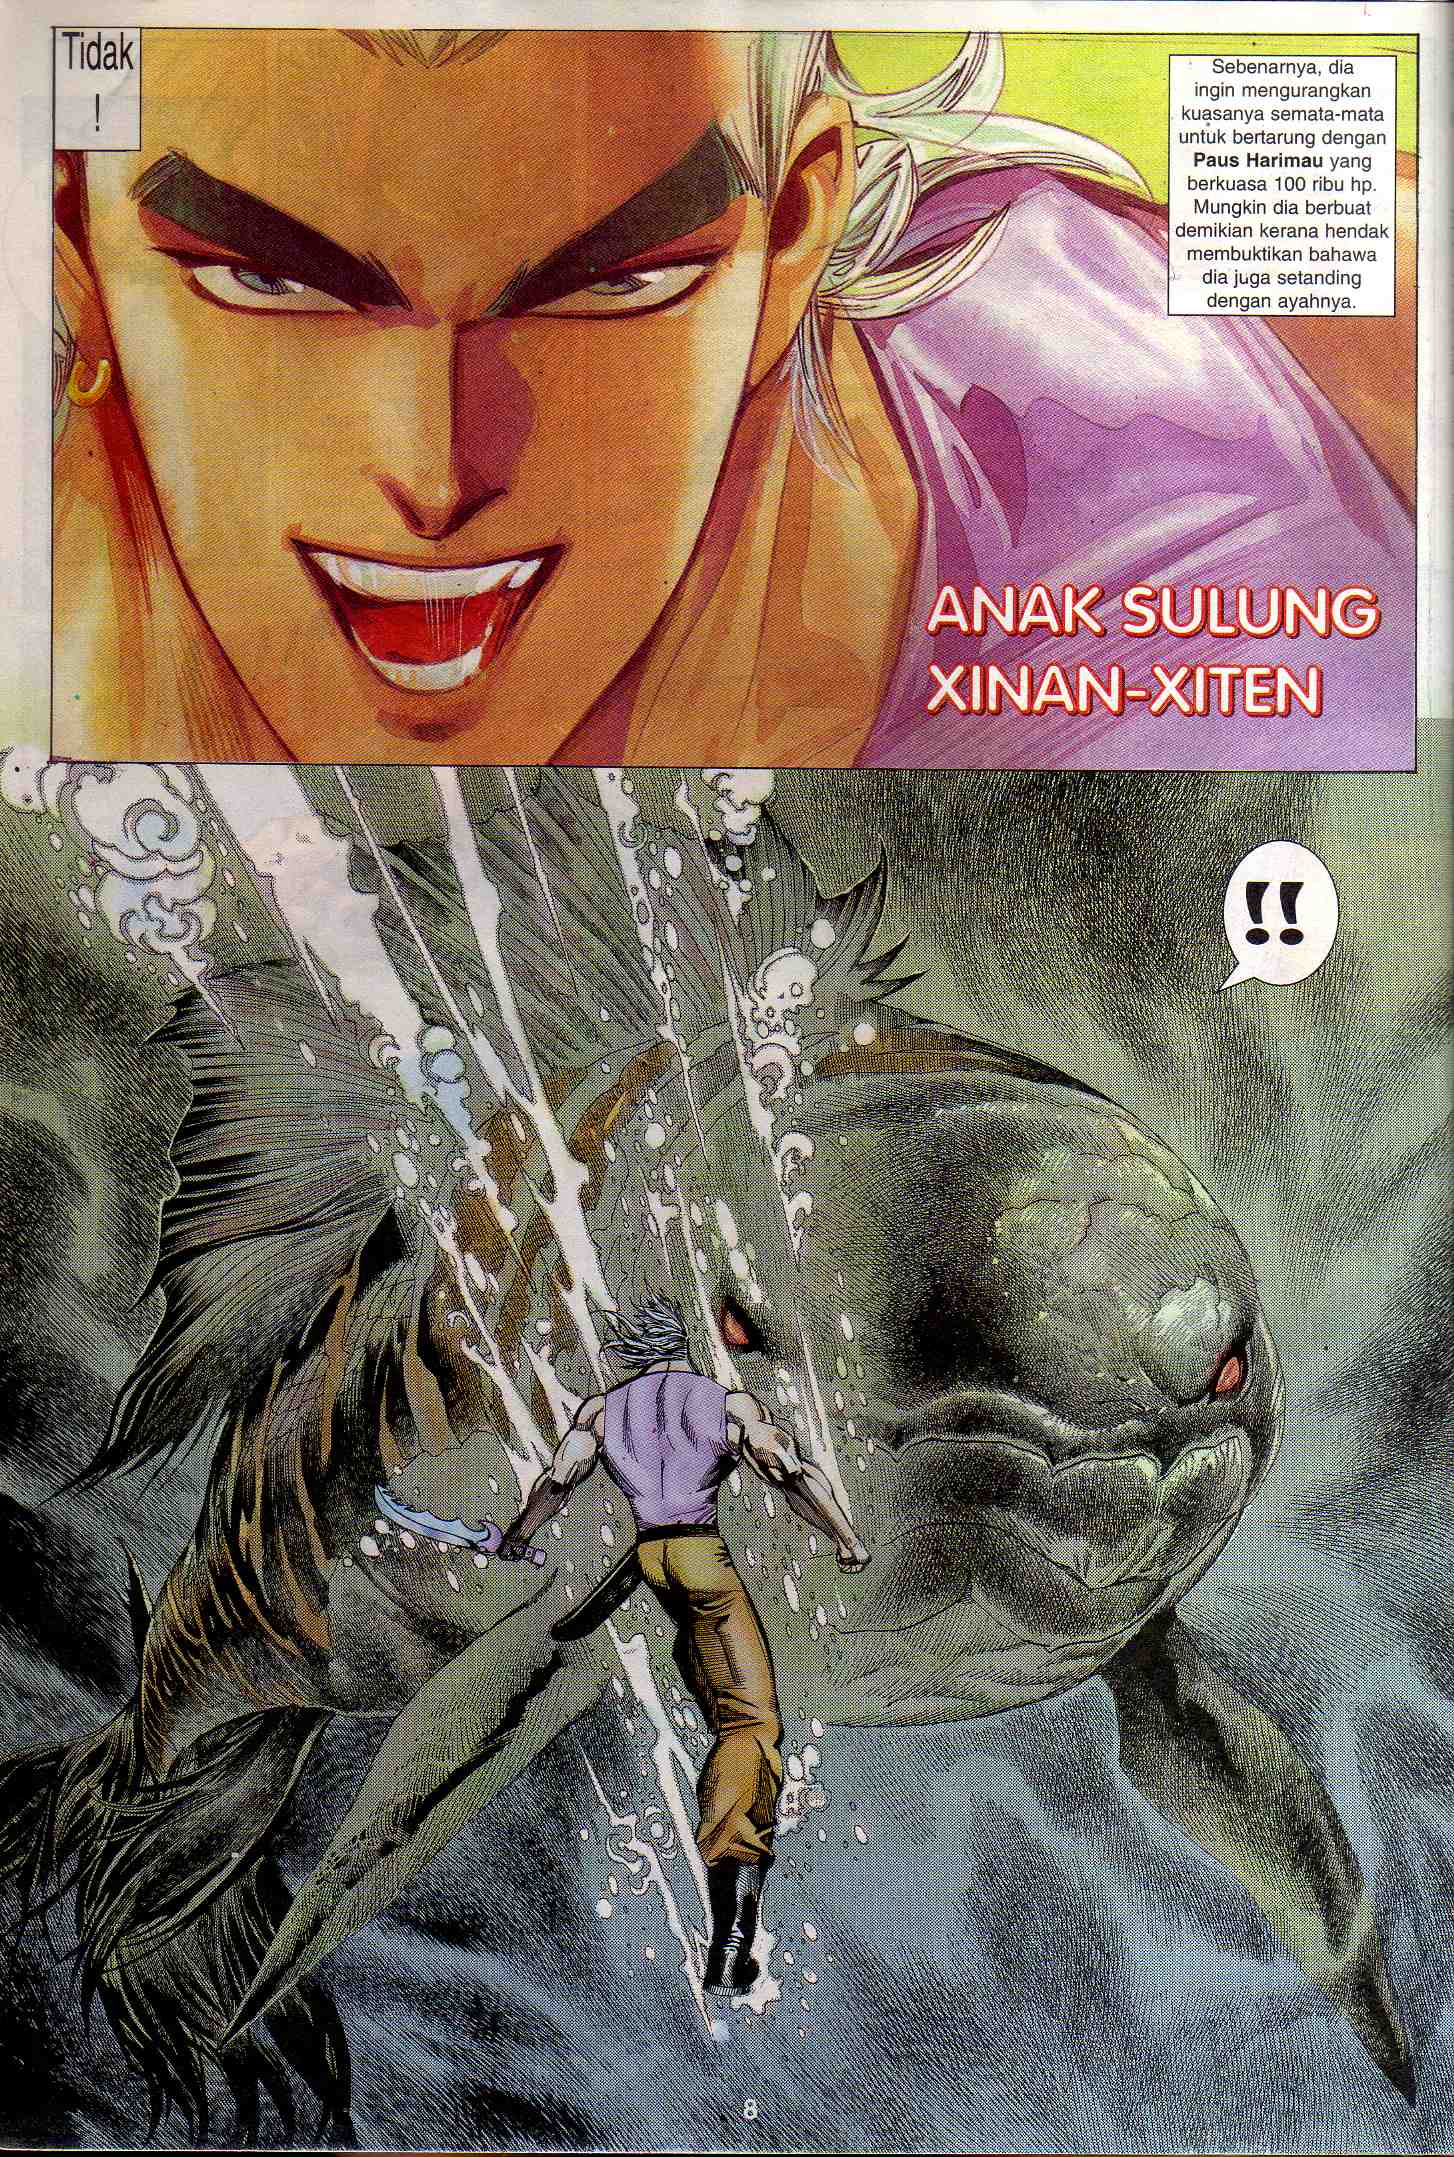 Tidak
!
Sebenarnya, dia
ingin mengurangkan
kuasanya semata-mata
untuk bertarung dengan
Paus Harimau yang
berkuasa 100 ribu hp.
Mungkin dia berbuat
demikian kerana hendak
membuktikan bahawa
dia juga setanding
dengan ayahnya.
ANAK SULUNG
XINAN-XITEN
!!
8